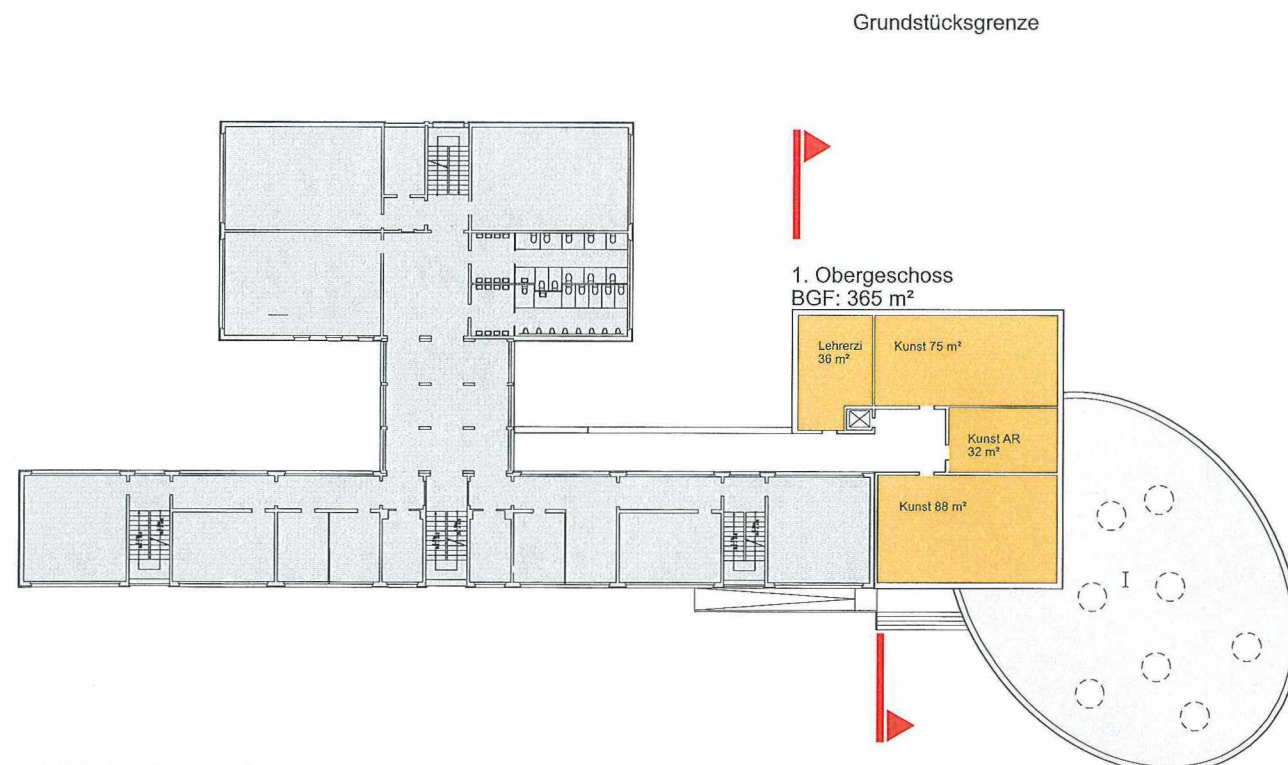 Grundstücksgrenze
1. Obergeschoss
BGF: 365 m²
Lehrerzi
36 m²
Kunst 75 m²
Kunst AR
32 m²
Kunst 88 m²
I